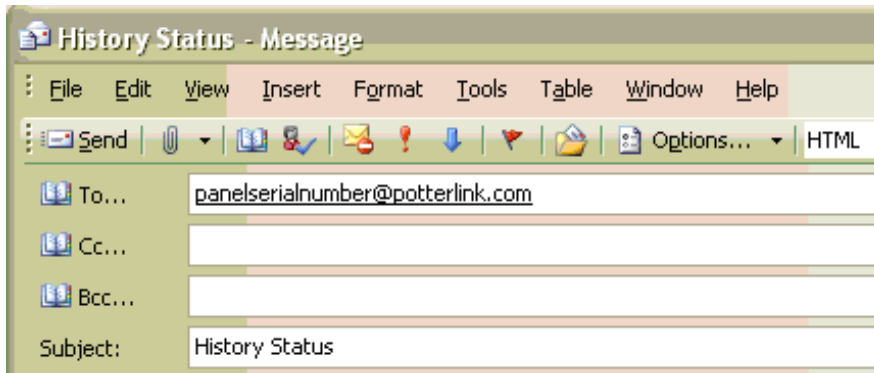 History Status - Message
File Edit View Insert Format Tools Table Window Help
Send Options... HTML
To... panelserialnumber@potterlink.com
Cc...
Bcc...
Subject: History Status